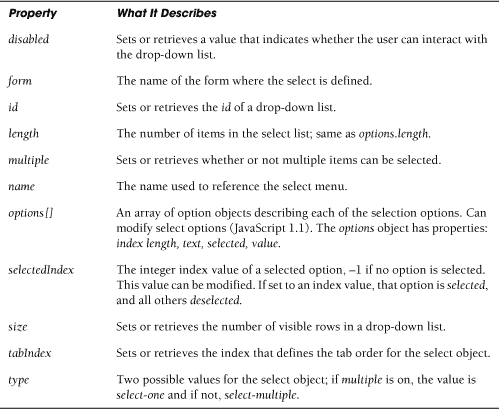 Property What It Describes
disabled Sets or retrieves a value that indicates whether the user can interact with
the drop-down list.
form The name of the form where the select is defined.
id Sets or retrieves the id of a drop-down list.
length The number of items in the select list; same as options.length.
multiple Sets or retrieves whether or not multiple items can be selected.
name The name used to reference the select menu.
options[] An array of option objects describing each of the selection options. Can
modify select options (JavaScript 1.1). The options object has properties:
index length, text, selected, value.
selectedIndex The integer index value of a selected option, –1 if no option is selected.
This value can be modified. If set to an index value, that option is selected,
and all others deselected.
size Sets or retrieves the number of visible rows in a drop-down list.
tabIndex Sets or retrieves the index that defines the tab order for the select object.
type Two possible values for the select object; if multiple is on, the value is
select-one and if not, select-multiple.